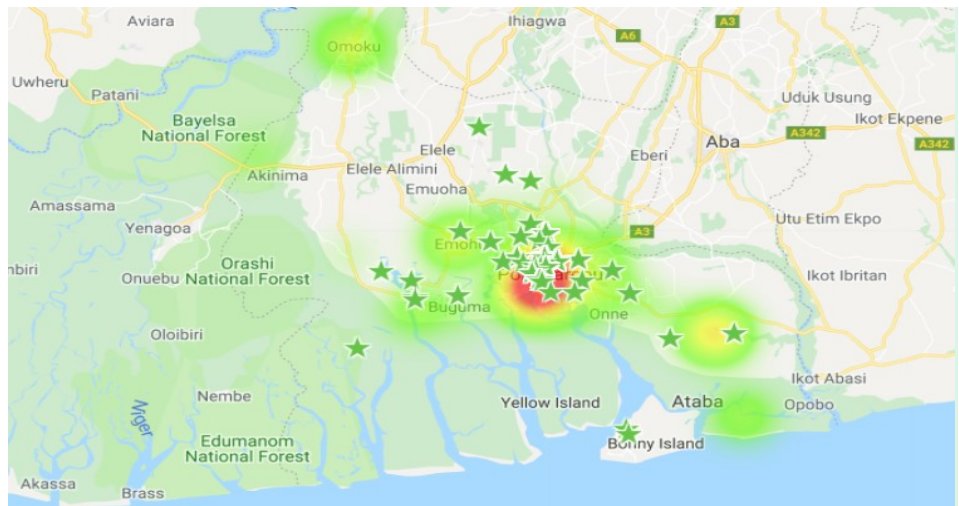 Aviara
Ihiagwa
A3
A6
Omoku
Uwheru
Patani
Uduk Usung
Ikot Ekpene
Bayelsa
National Forest
A342
A342
Aba
Elele
Eberi
Elele Alimini
Akinima
Emuoha
Amassama
Utu Etim Ekpo
Yenagoa
A3
Orashi
National Forest
Onuebu
Ikot Ibritan
Buguma
Onne
Oloibiri
Ikot Abasi
Nembe
Yellow Island
Ataba
Opobo
Niger
Edumanom
National Forest
Bonny Island
Akassa
Brass